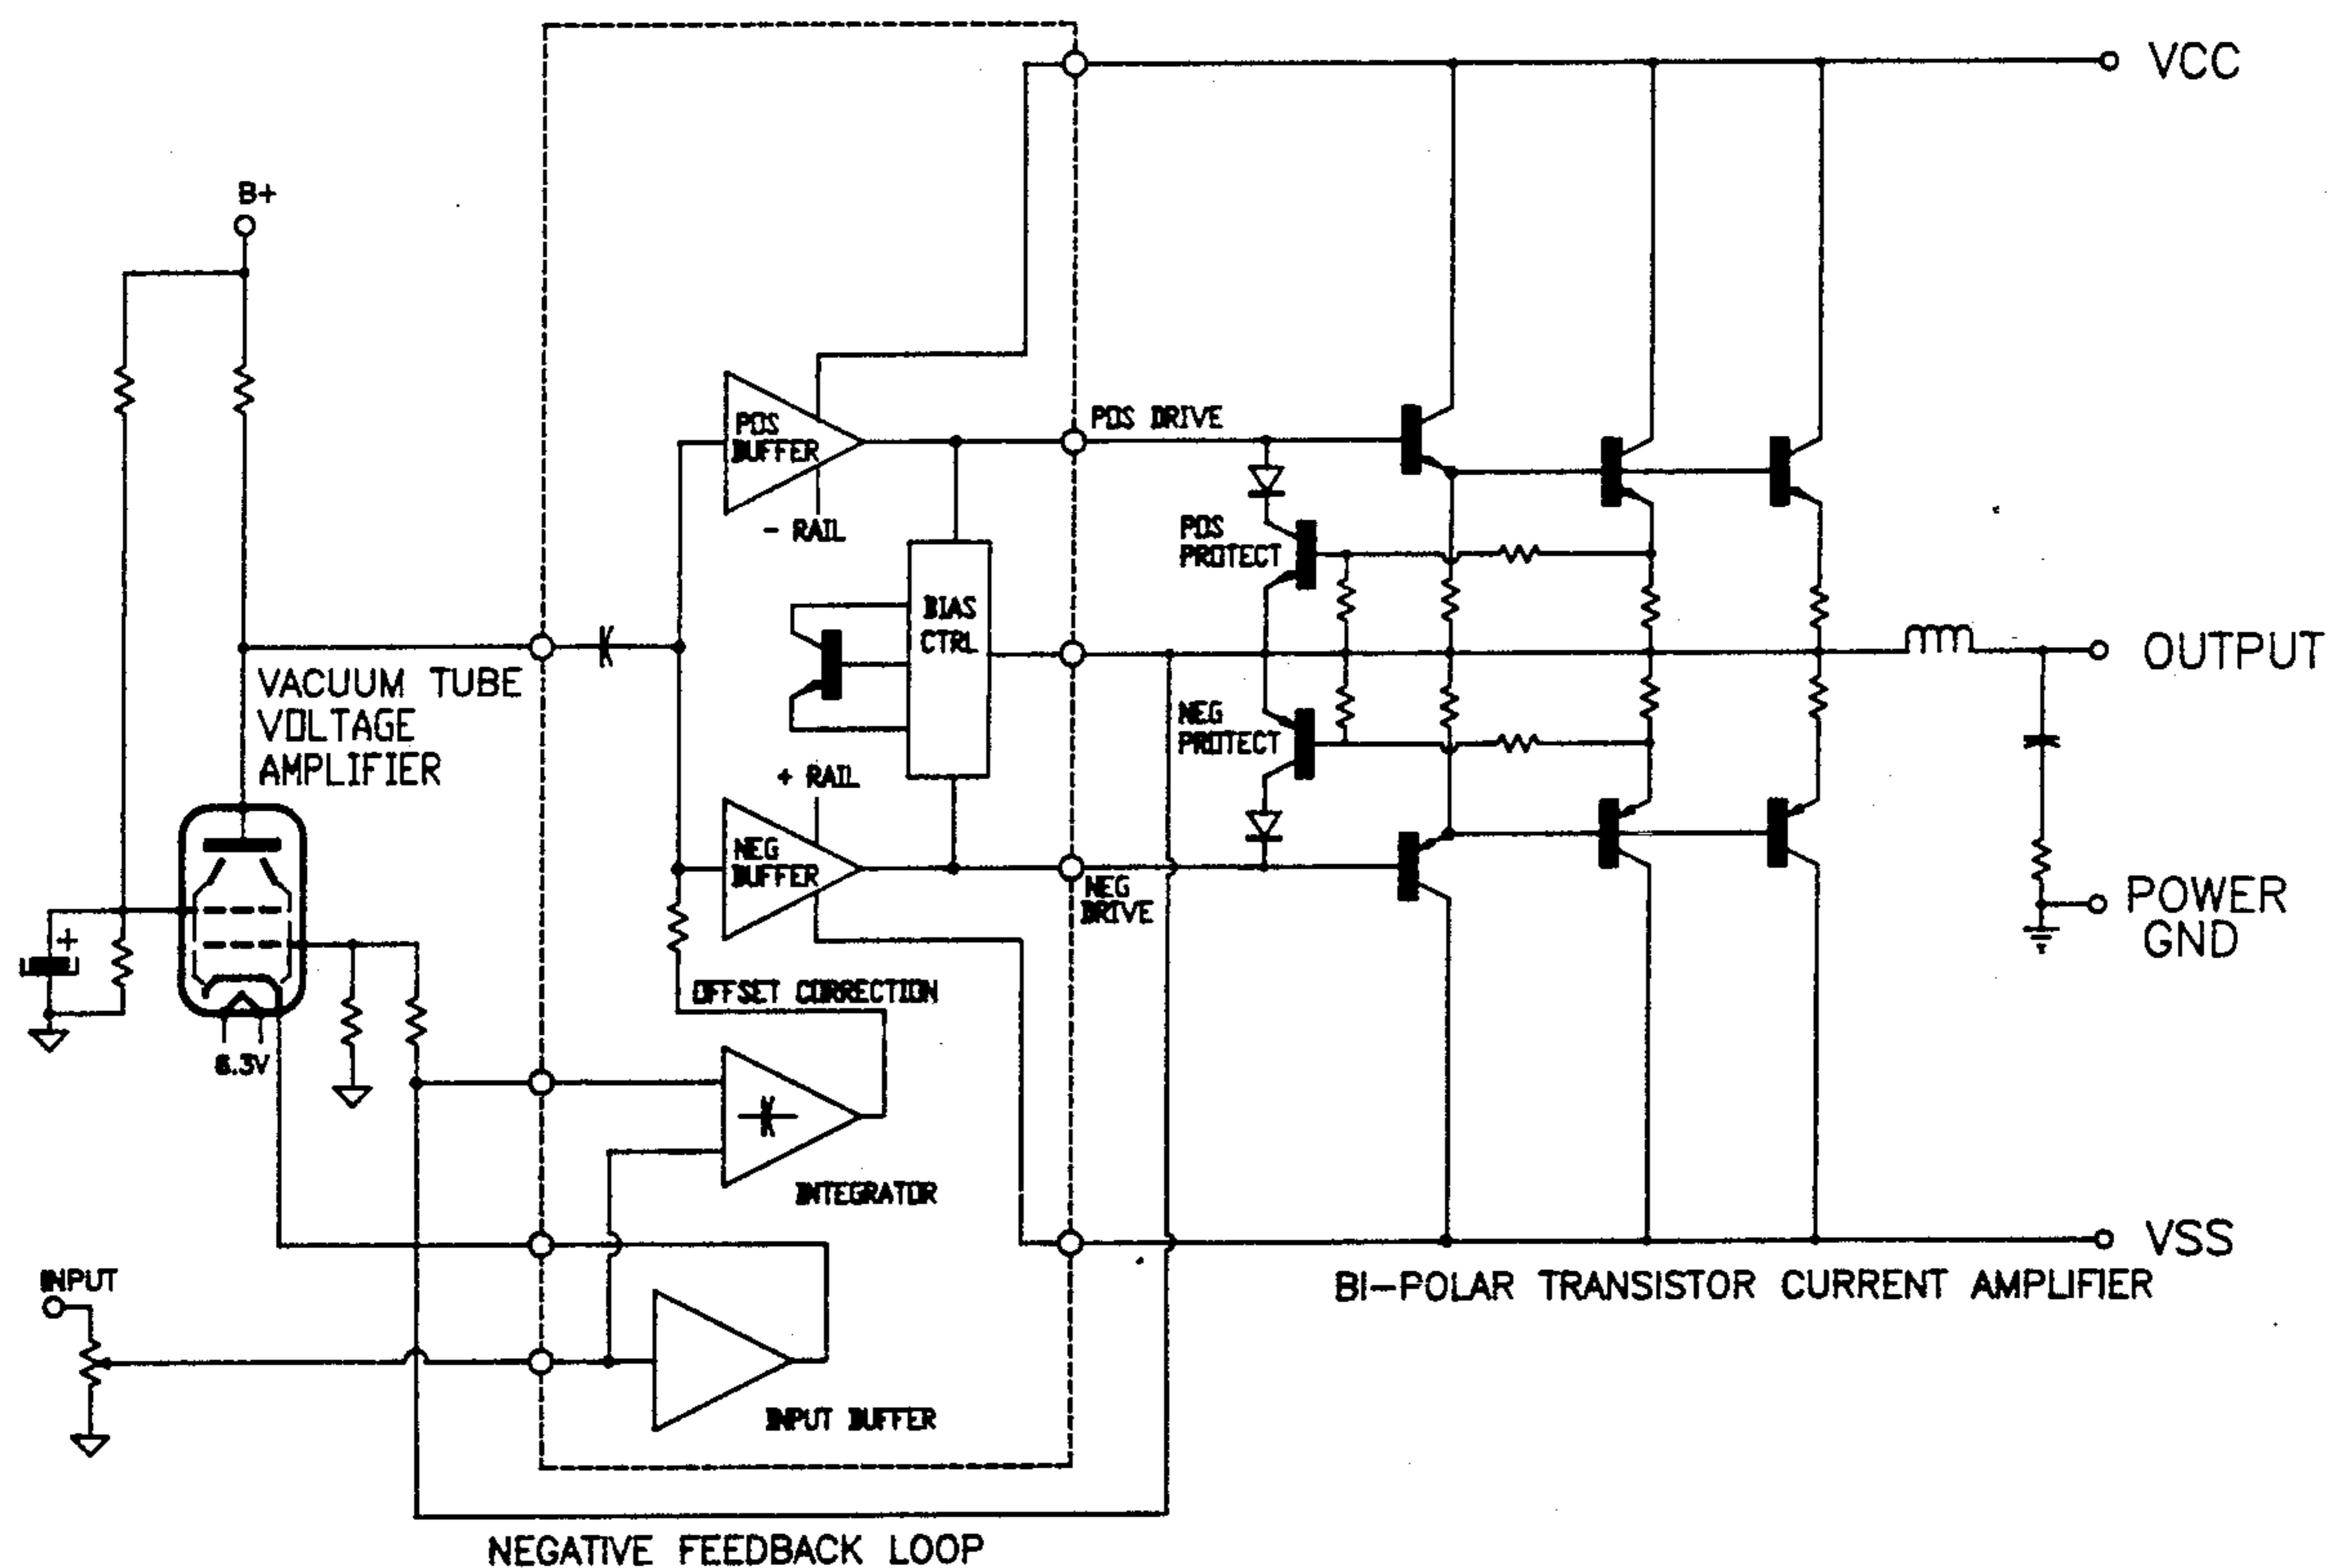 VCC
B+
POS
BUFFER
- RAIL
POS DRIVE
POS
PROTECT
BIAS
CTRL
OUTPUT
VACUUM TUBE
VOLTAGE
AMPLIFIER
NEG
PROTECT
+ RAIL
NEG
BUFFER
NEG
DRIVE
POWER
GND
+
OFFSET CORRECTION
6.3V
INTEGRATOR
VSS
BI-POLAR TRANSISTOR CURRENT AMPLIFIER
INPUT
INPUT BUFFER
NEGATIVE FEEDBACK LOOP